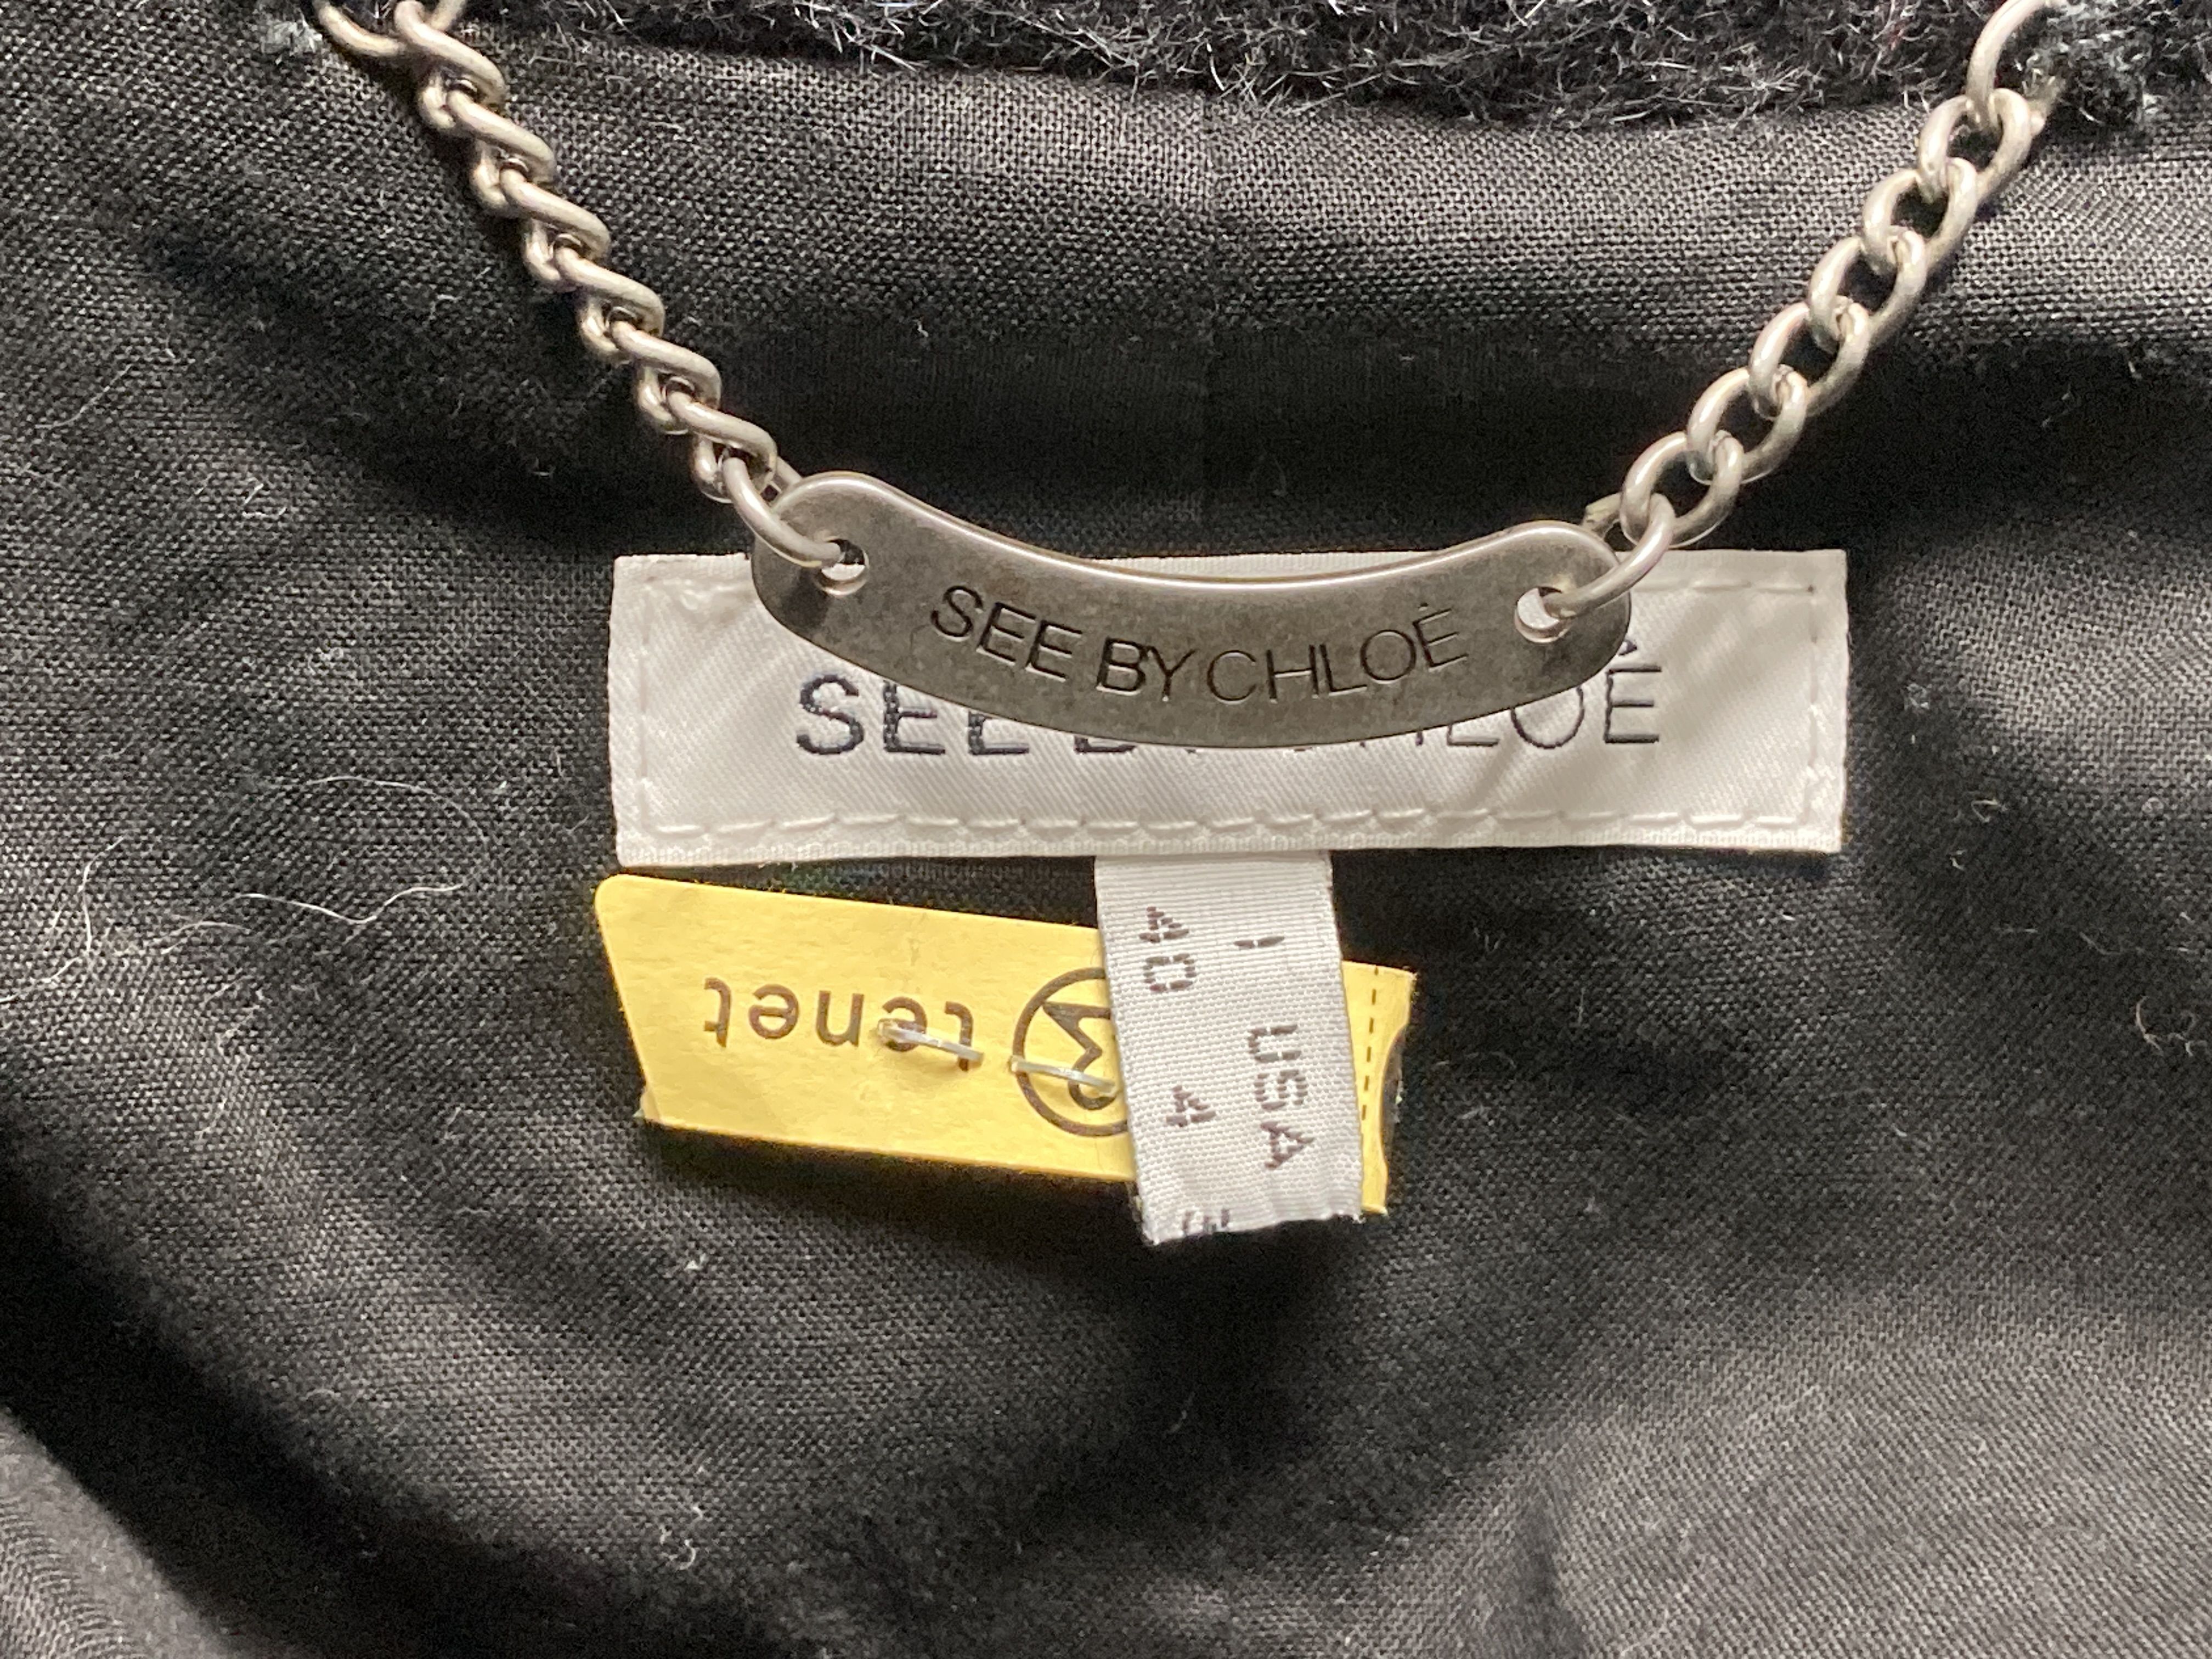 SEE BY CHLOÉ
SEE BY CHLOÉ
tenet
I USA
40 4